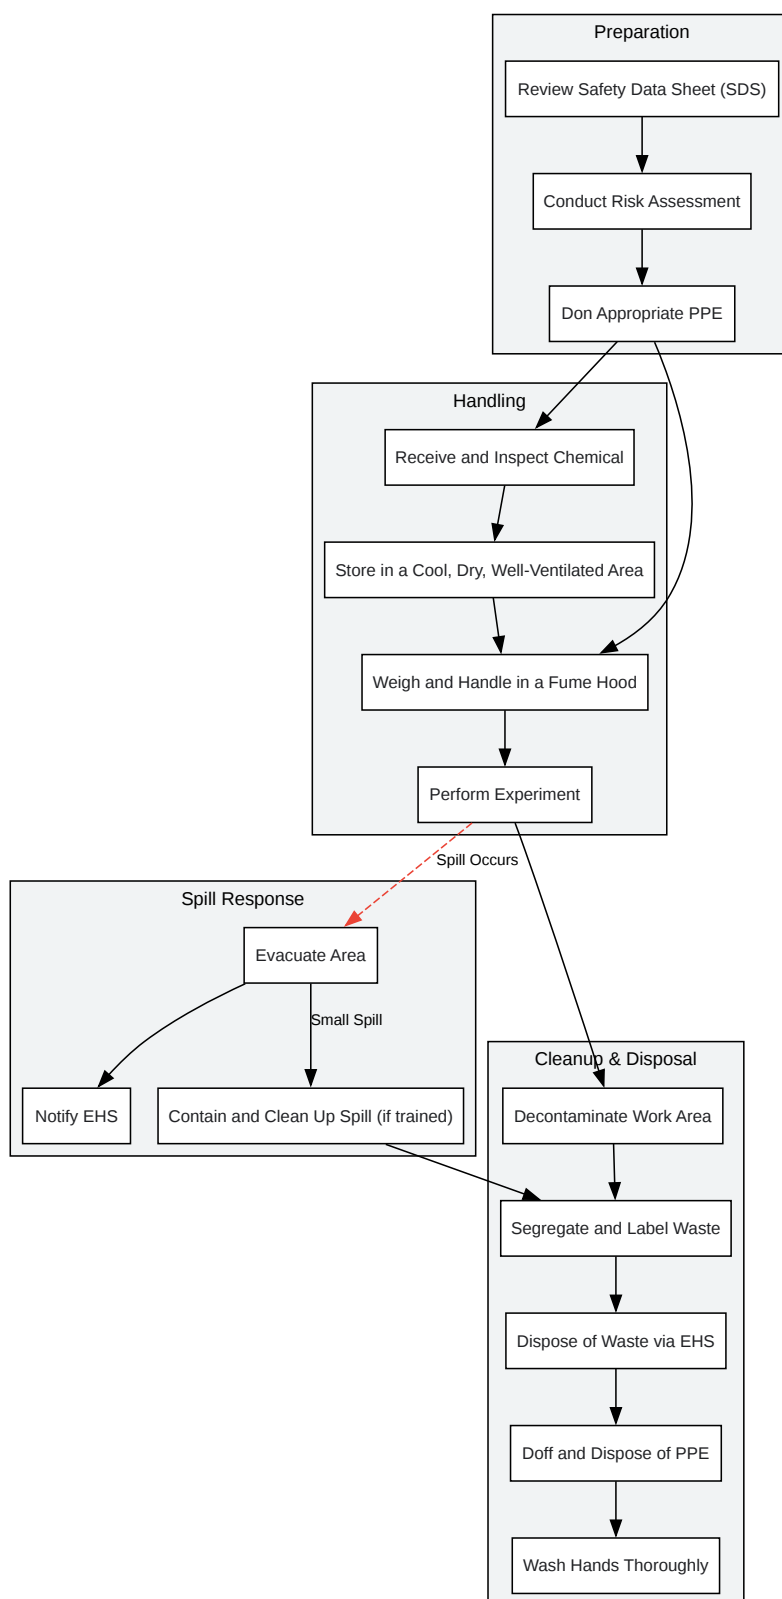 Preparation
Review Safety Data Sheet (SDS)
Conduct Risk Assessment
Don Appropriate PPE
Handling
Receive and Inspect Chemical
Store in a Cool, Dry, Well-Ventilated Area
Weigh and Handle in a Fume Hood
Perform Experiment
Spill Occurs
Spill Response
Evacuate Area
Small Spill
Notify EHS
Contain and Clean Up Spill (if trained)
Cleanup & Disposal
Decontaminate Work Area
Segregate and Label Waste
Dispose of Waste via EHS
Doff and Dispose of PPE
Wash Hands Thoroughly